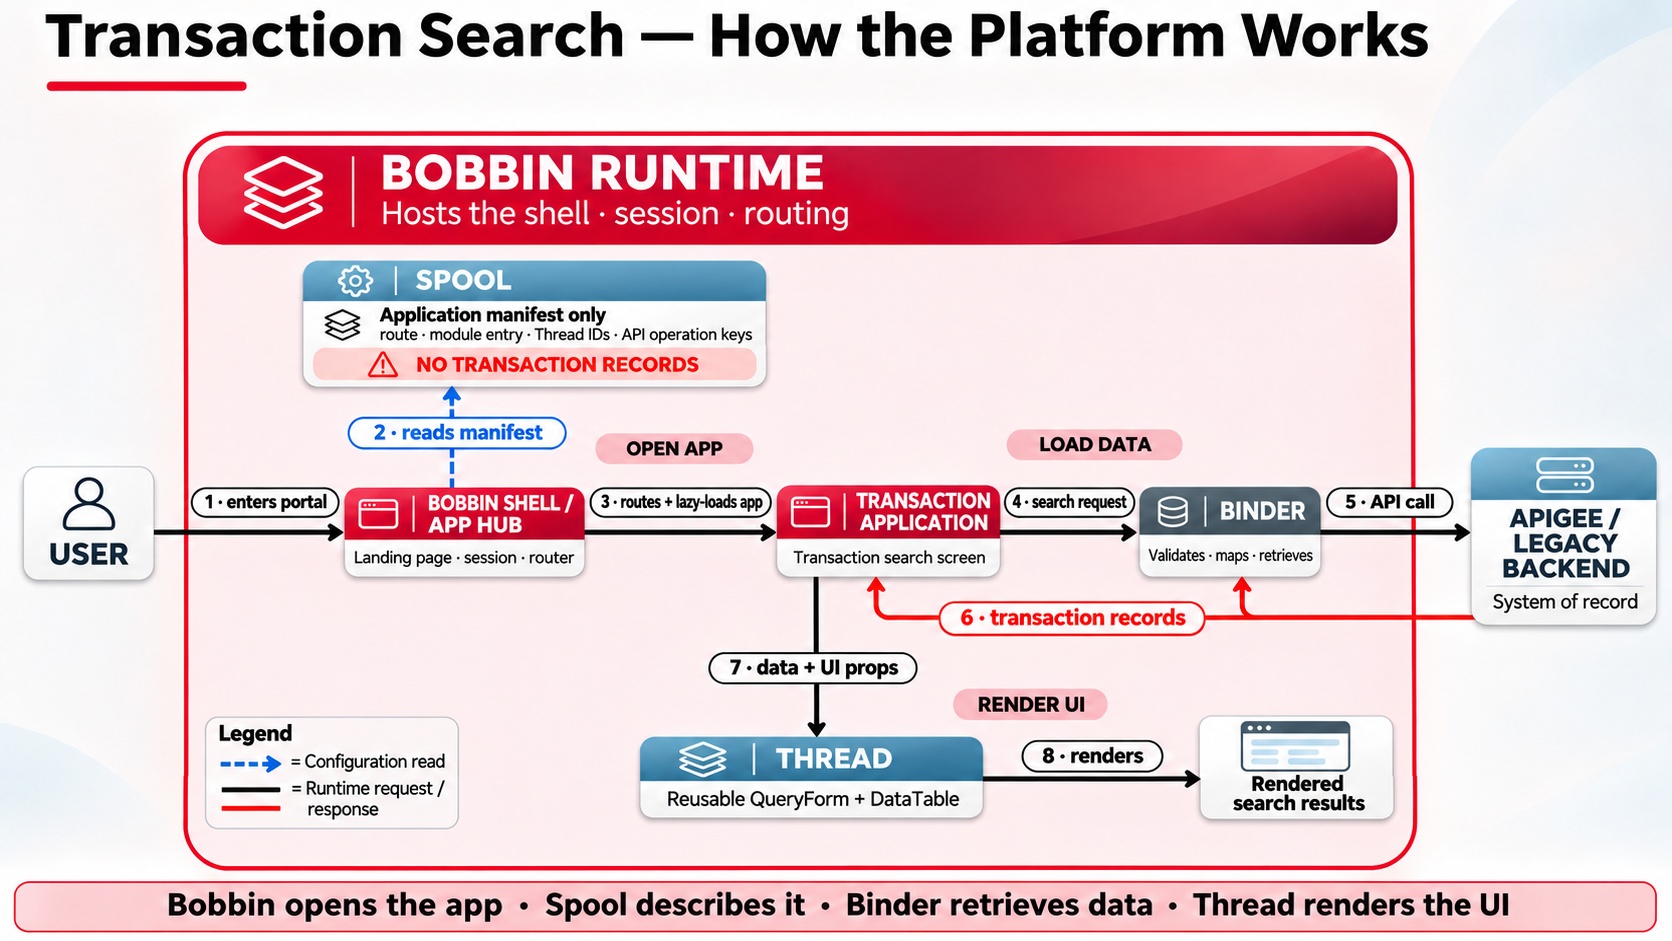 Transaction Search — How the Platform Works
BOBBIN RUNTIME
Hosts the shell · session · routing
SPOOL
Application manifest only
route · module entry · Thread IDs · API operation keys
NO TRANSACTION RECORDS
2 · reads manifest
OPEN APP
LOAD DATA
USER
1 · enters portal
BOBBIN SHELL /
APP HUB
Landing page · session · router
3 · routes + lazy-loads app
TRANSACTION
APPLICATION
Transaction search screen
4 · search request
BINDER
Validates · maps · retrieves
5 · API call
APIGEE /
LEGACY
BACKEND
System of record
6 · transaction records
7 · data + UI props
RENDER UI
THREAD
Reusable QueryForm + DataTable
8 · renders
Rendered
search results
Legend
= Configuration read
= Runtime request /
response
Bobbin opens the app · Spool describes it · Binder retrieves data · Thread renders the UI